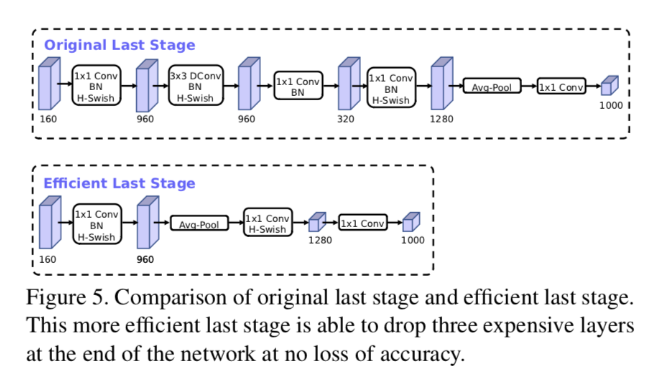 Original Last Stage
1x1 Conv
BN
H-Swish
3x3 DConv
BN
H-Swish
1x1 Conv
BN
1x1 Conv
BN
H-Swish
Avg-Pool
1x1 Conv
160
960
960
320
1280
1000
Efficient Last Stage
1x1 Conv
BN
H-Swish
Avg-Pool
1x1 Conv
H-Swish
1x1 Conv
160
960
1280
1000
Figure 5. Comparison of original last stage and efficient last stage.
This more efficient last stage is able to drop three expensive layers
at the end of the network at no loss of accuracy.